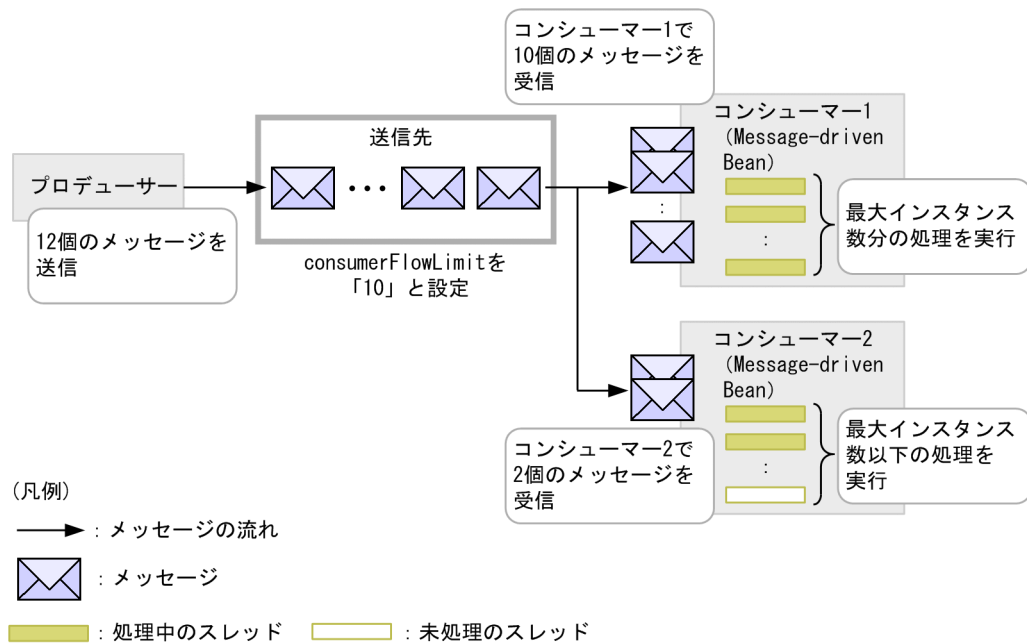 コンシューマー1で
10個のメッセージを
受信
コンシューマー1
(Message-driven
Bean)
送信先
プロデューサー
最大インスタンス
数分の処理を実行
12個のメッセージを
送信
consumerFlowLimitを
「10」と設定
:
:
コンシューマー2
(Message-driven
Bean)
最大インスタンス
数以下の処理を
実行
コンシューマー2で
2個のメッセージを
受信
:
(凡例)
:メッセージの流れ
:メッセージ
:処理中のスレッド
:未処理のスレッド